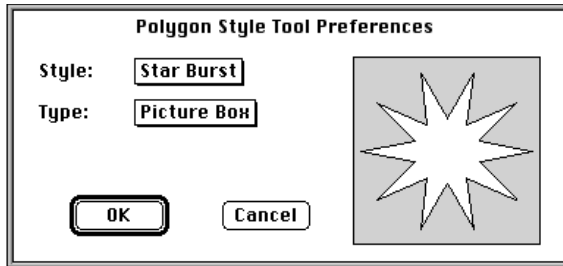 Polygon Style Tool Preferences
Style: Star Burst
Type: Picture Box
OK Cancel